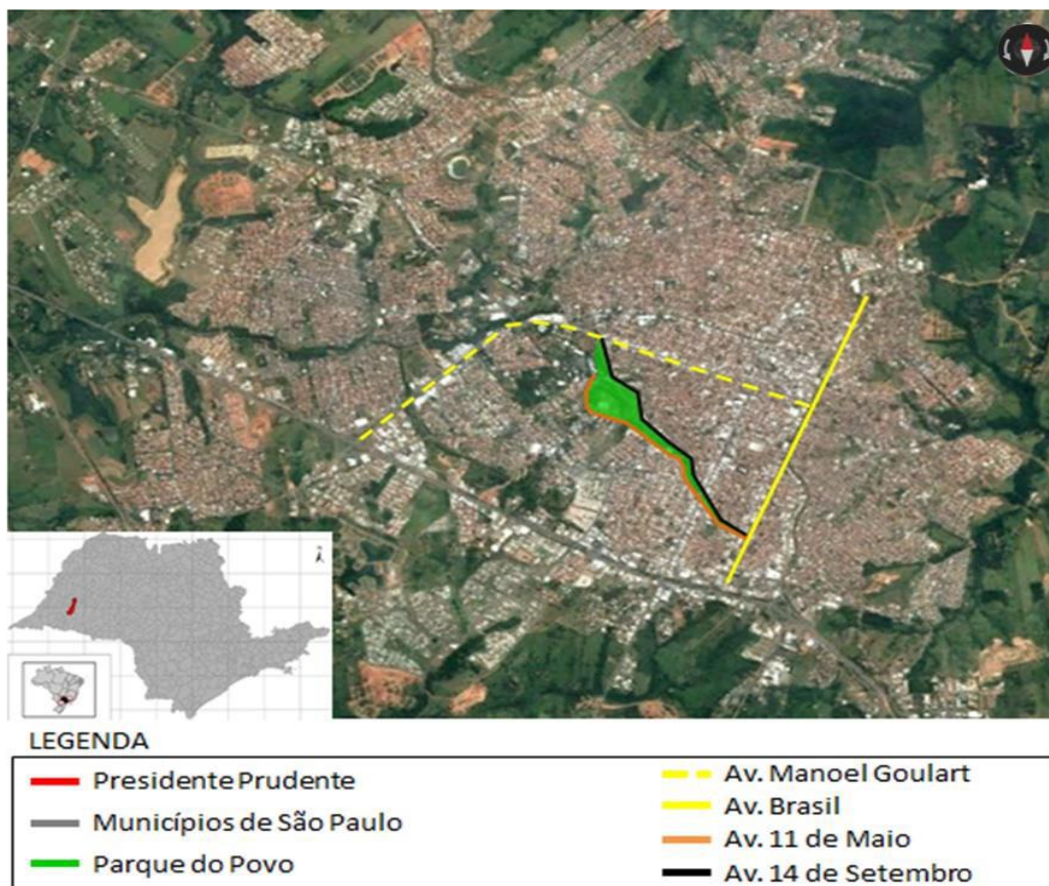 LEGENDA
Presidente Prudente
Municípios de São Paulo
Parque do Povo
Av. Manoel Goulart
Av. Brasil
Av. 11 de Maio
Av. 14 de Setembro